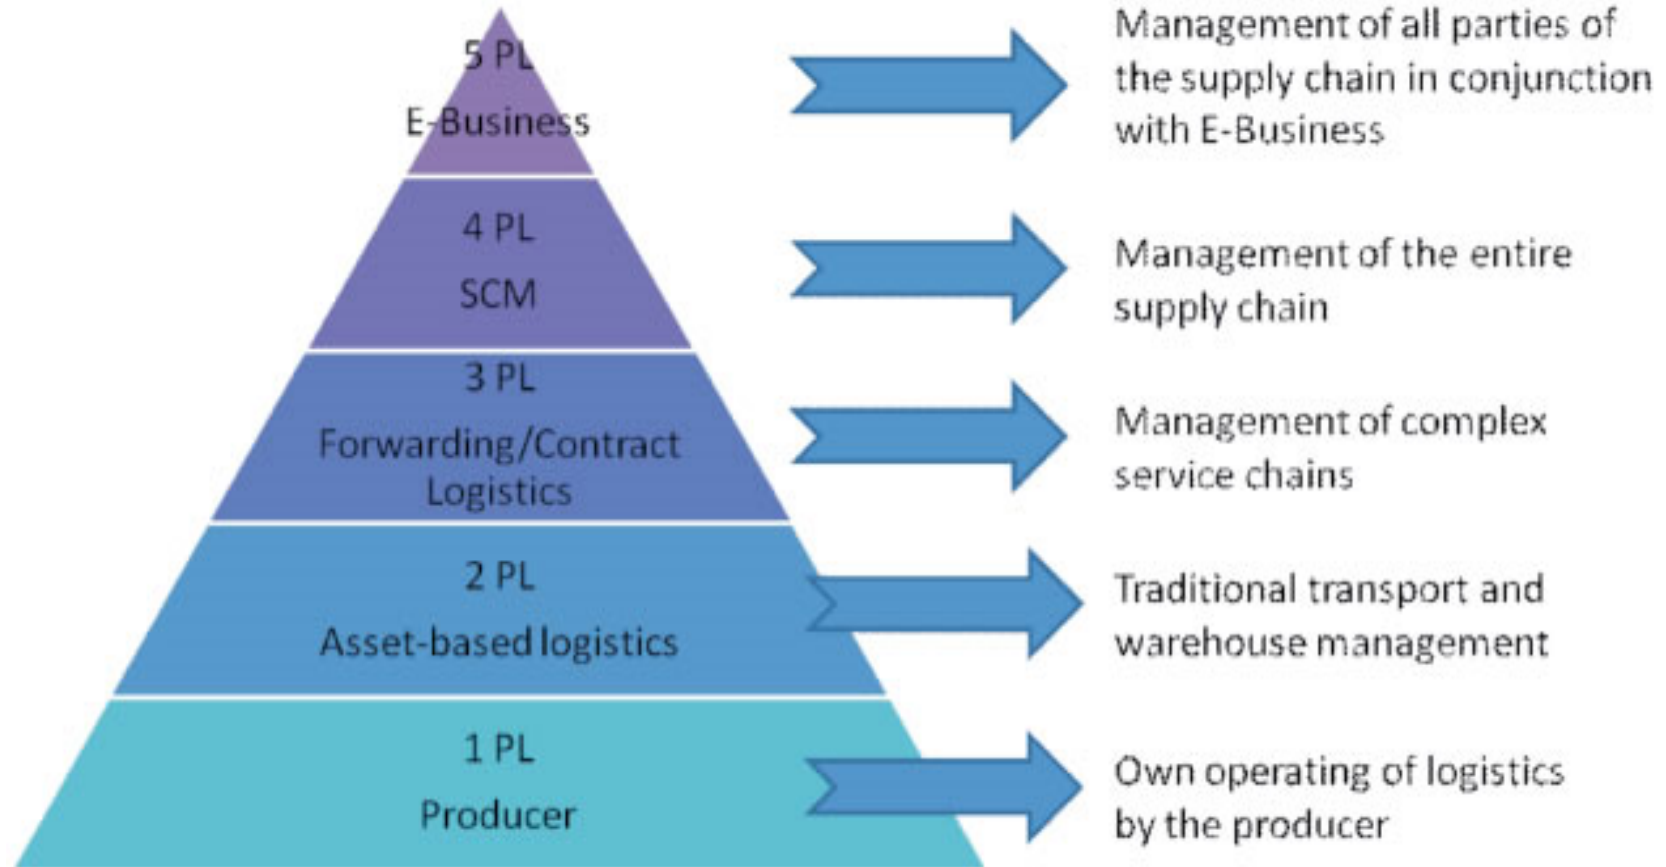 5 PL
E-Business
Management of all parties of
the supply chain in conjunction
with E-Business
4 PL
SCM
Management of the entire
supply chain
3 PL
Forwarding/Contract
Logistics
Management of complex
service chains
2 PL
Asset-based logistics
Traditional transport and
warehouse management
1 PL
Producer
Own operating of logistics
by the producer